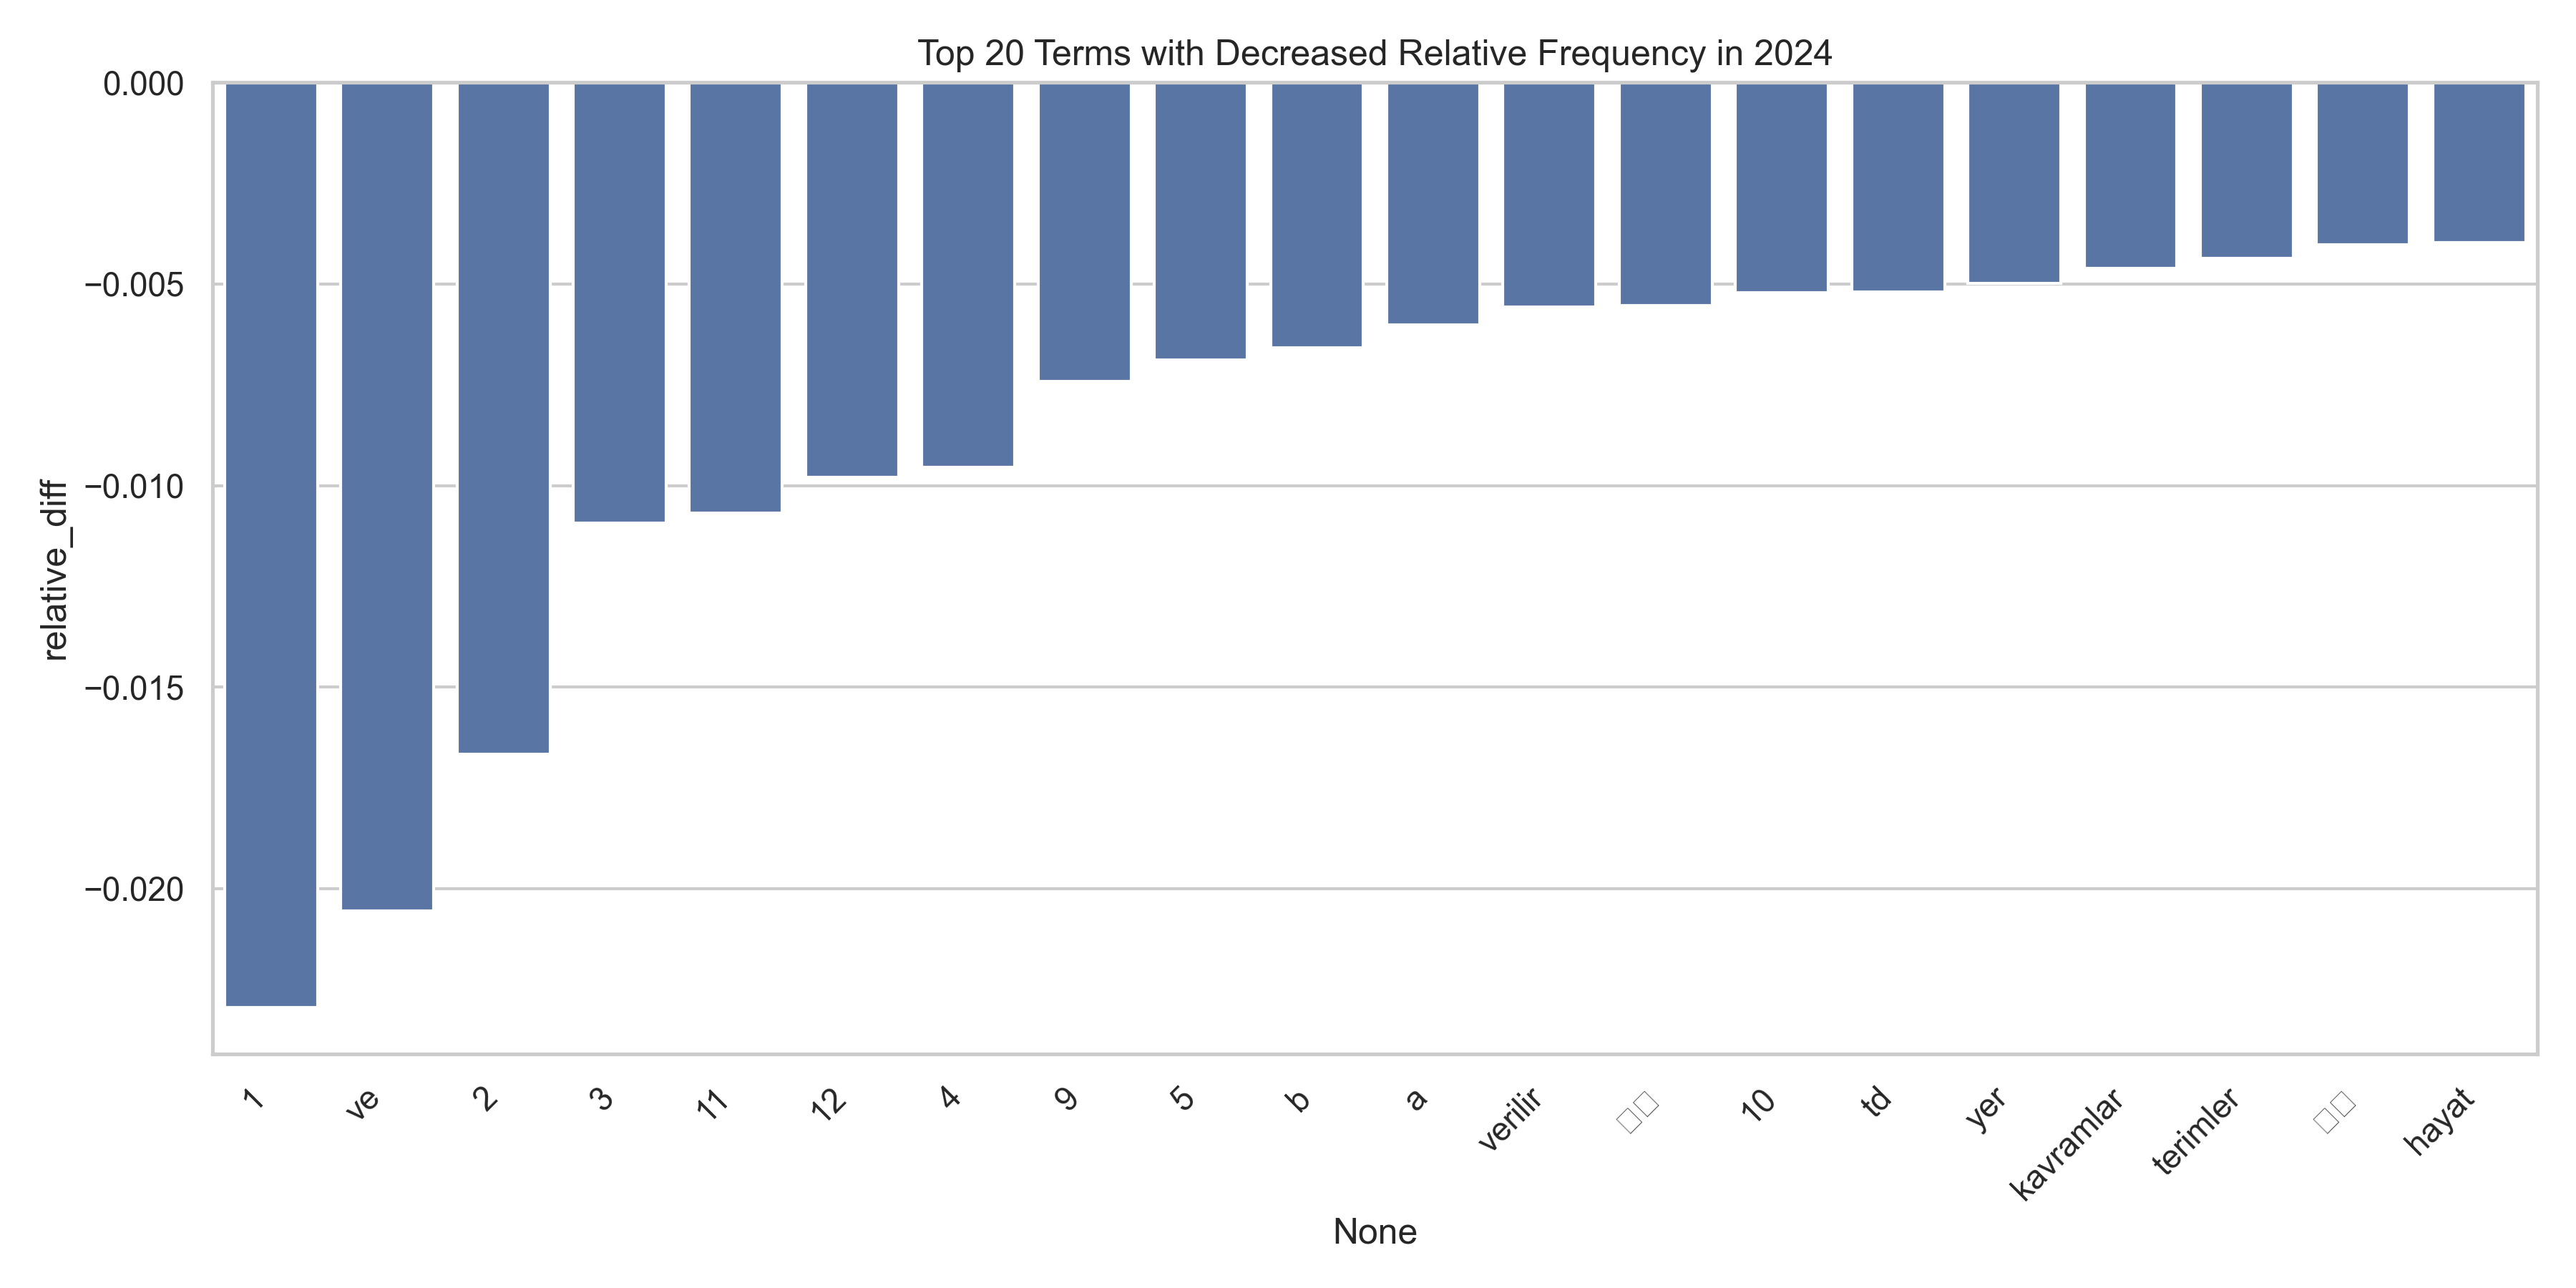 Top 20 Terms with Decreased Relative Frequency in 2024
0.000
−0.005
−0.010
−0.015
−0.020
relative_diff
1
ve
2
3
11
12
4
9
5
b
a
verilir
10
td
yer
kavramlar
terimler
hayat
None